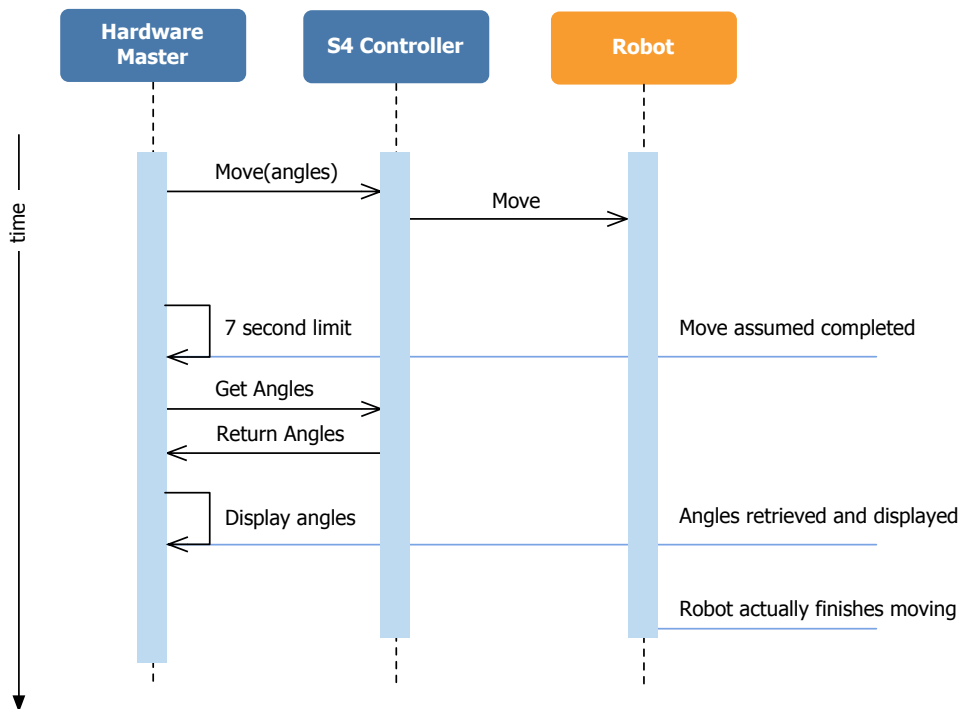 Hardware
Master
S4 Controller
Robot
time
Move(angles)
Move
7 second limit
Move assumed completed
Get Angles
Return Angles
Display angles
Angles retrieved and displayed
Robot actually finishes moving